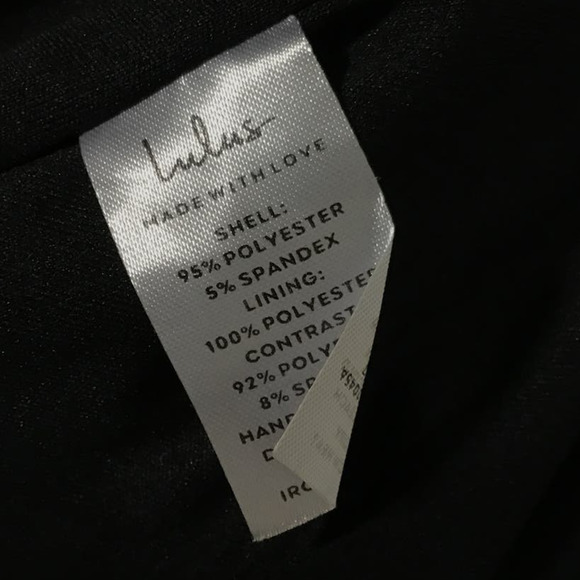 Lulus
MADE WITH LOVE
SHELL:
95% POLYESTER
5% SPANDEX
LINING:
100% POLYESTER
CONTRAST
92% POLY
8% SP
HAND
D
IRO